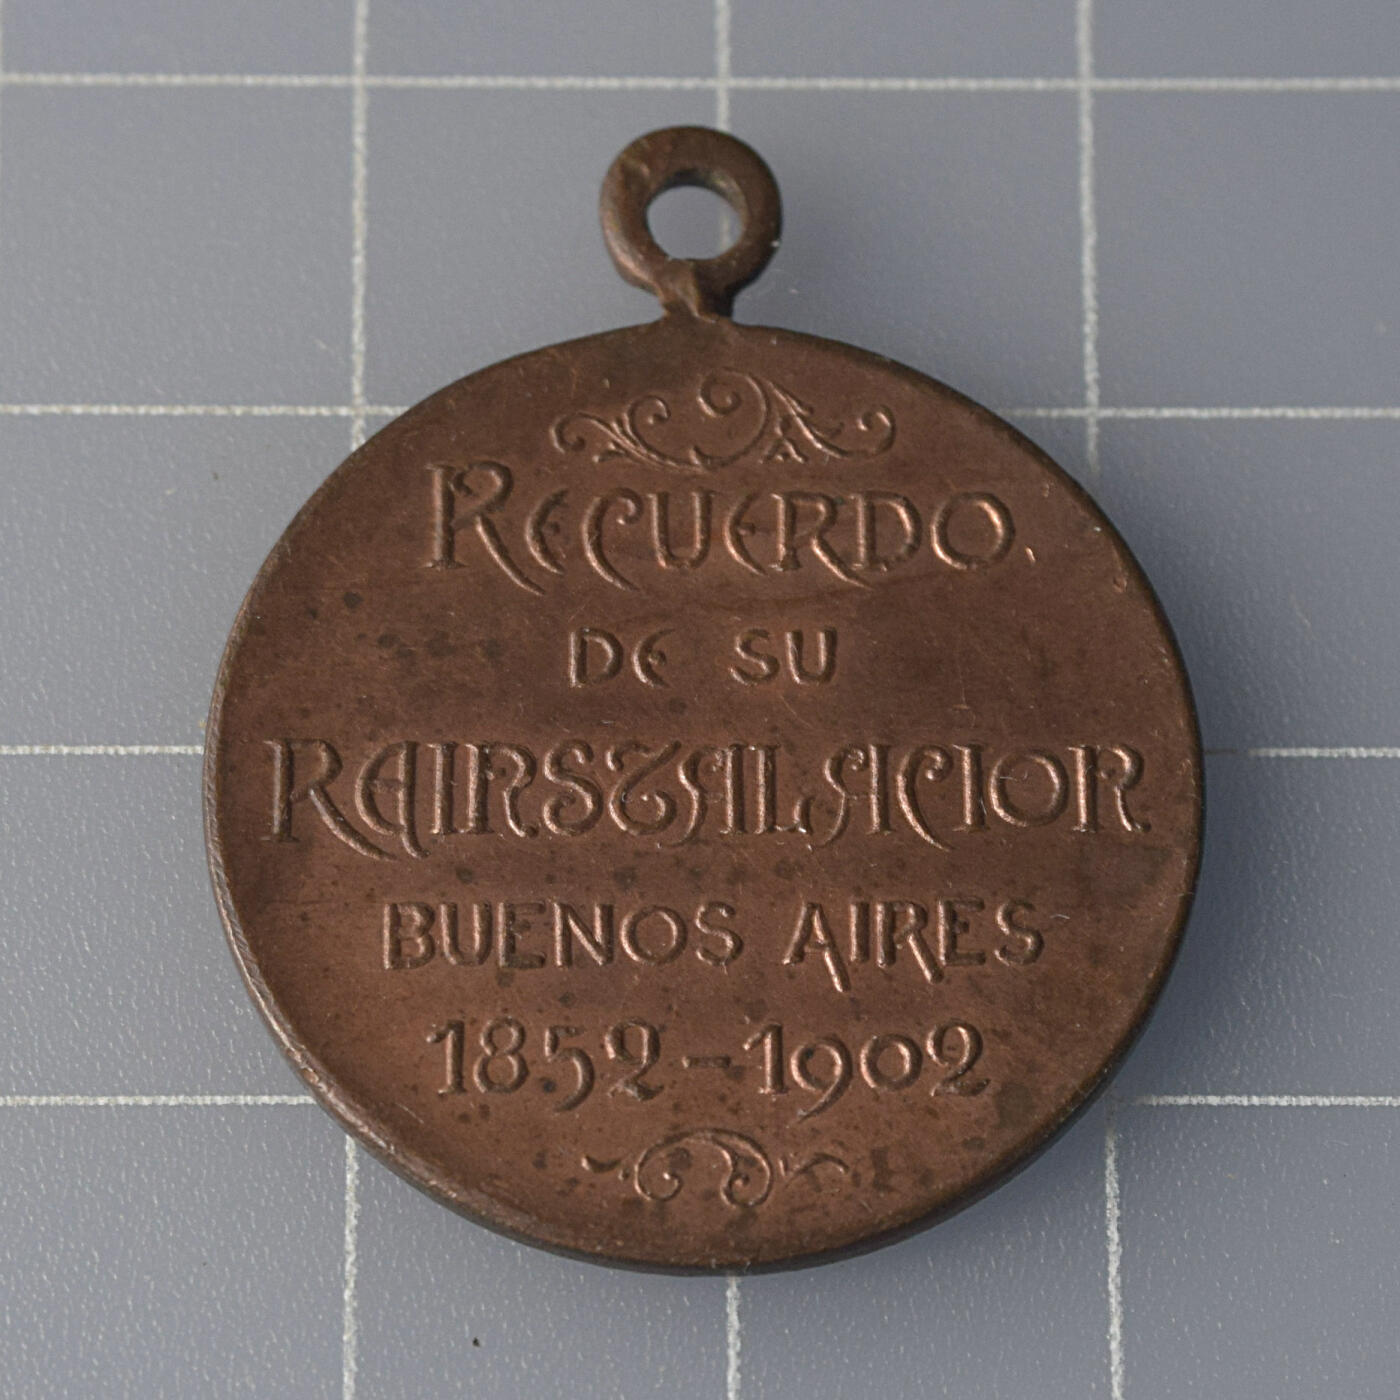 RECUERDO
DE SU
REINSTALACION
BUENOS AIRES
1852-1902